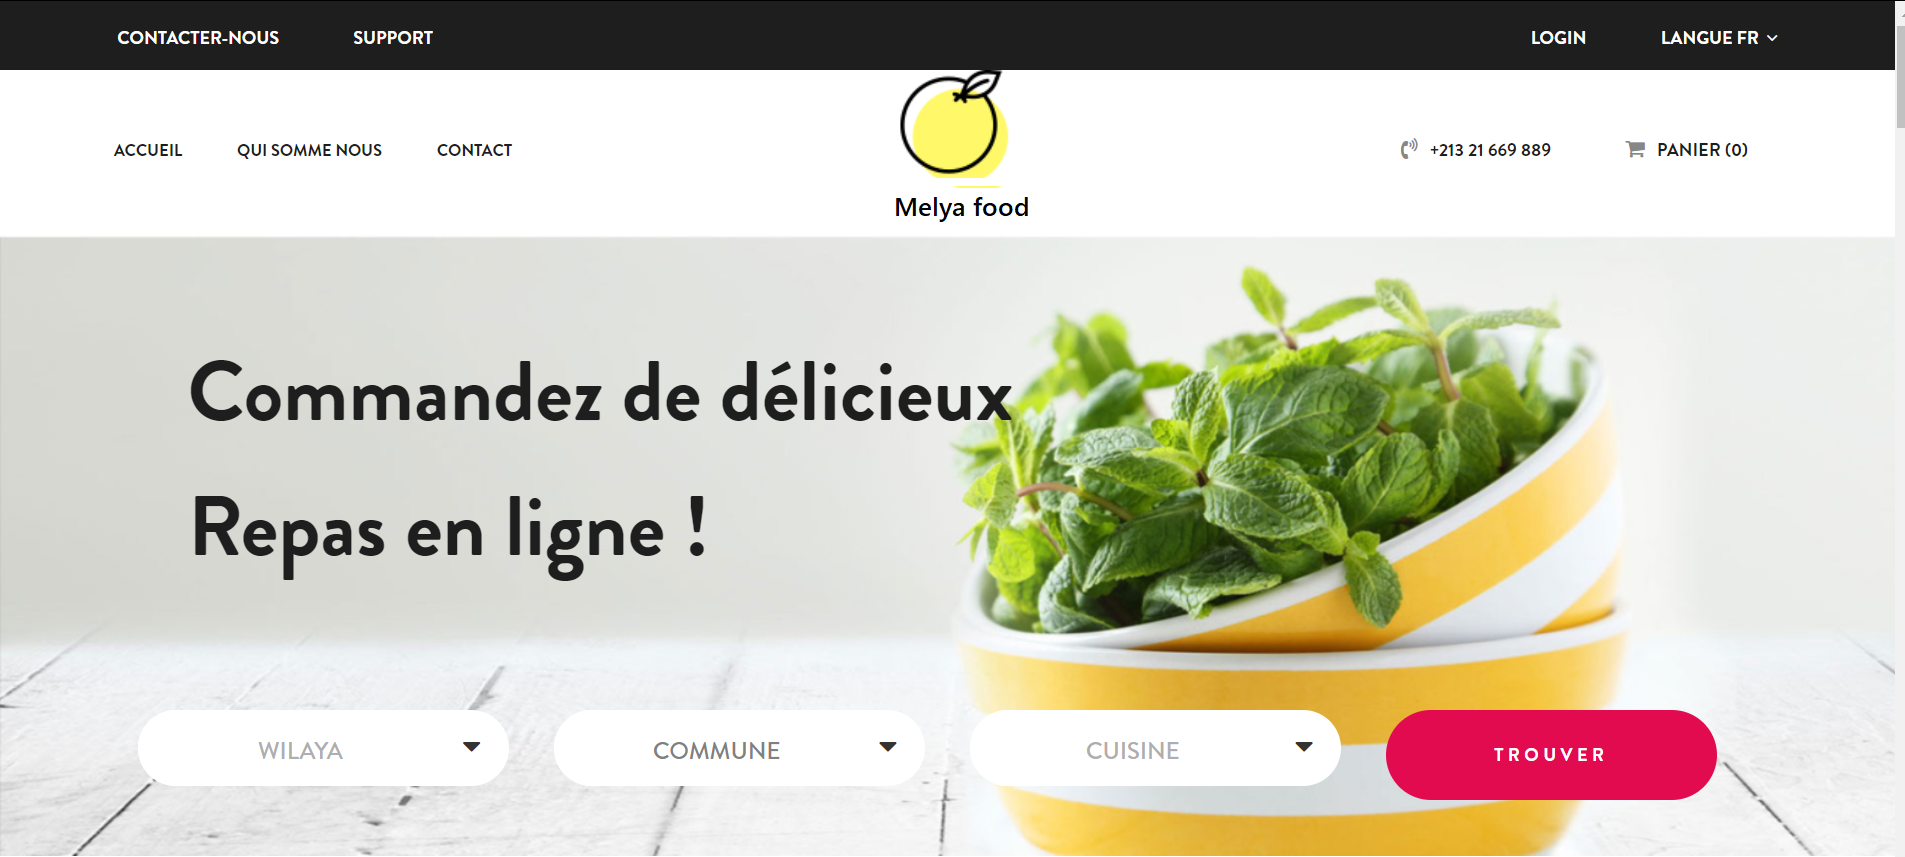 CONTACTER-NOUS SUPPORT LOGIN LANGUE FR
ACCUEIL QUI SOMME NOUS CONTACT
Melya food
+213 21 669 889 PANIER (0)
Commandez de délicieux
Repas en ligne !
WILAYA COMMUNE CUISINE TROUVER